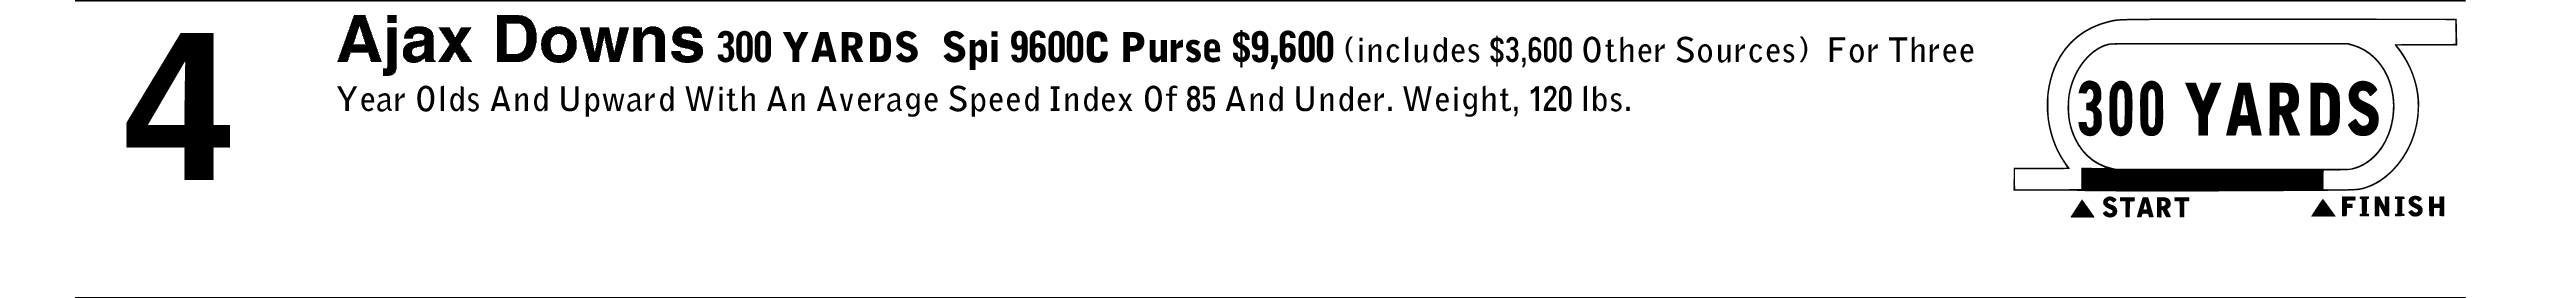 4
Ajax Downs 300 YARDS Spi 9600C Purse $9,600 (includes $3,600 Other Sources) For Three
Year Olds And Upward With An Average Speed Index Of 85 And Under. Weight, 120 lbs.
300 YARDS
▲ START ▲ FINISH